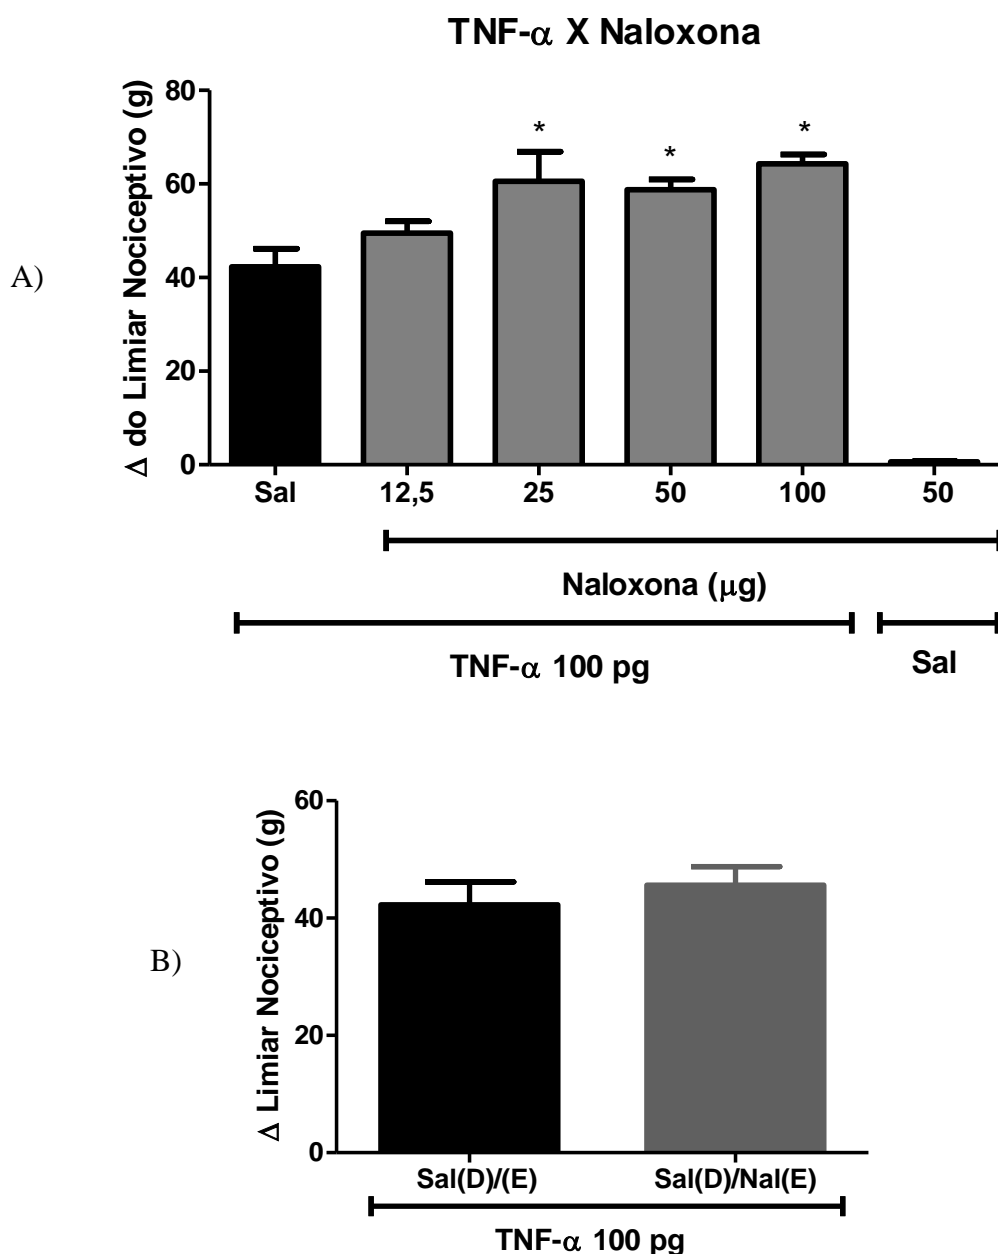 TNF-α X Naloxona
A)
Δ do Limiar Nociceptivo (g)
80
60
40
20
0
* * *
Sal 12,5 25 50 100 50
Naloxona (μg)
TNF-α 100 pg Sal
B)
Δ Limiar Nociceptivo (g)
60
40
20
0
Sal(D)/(E) Sal(D)/Nal(E)
TNF-α 100 pg